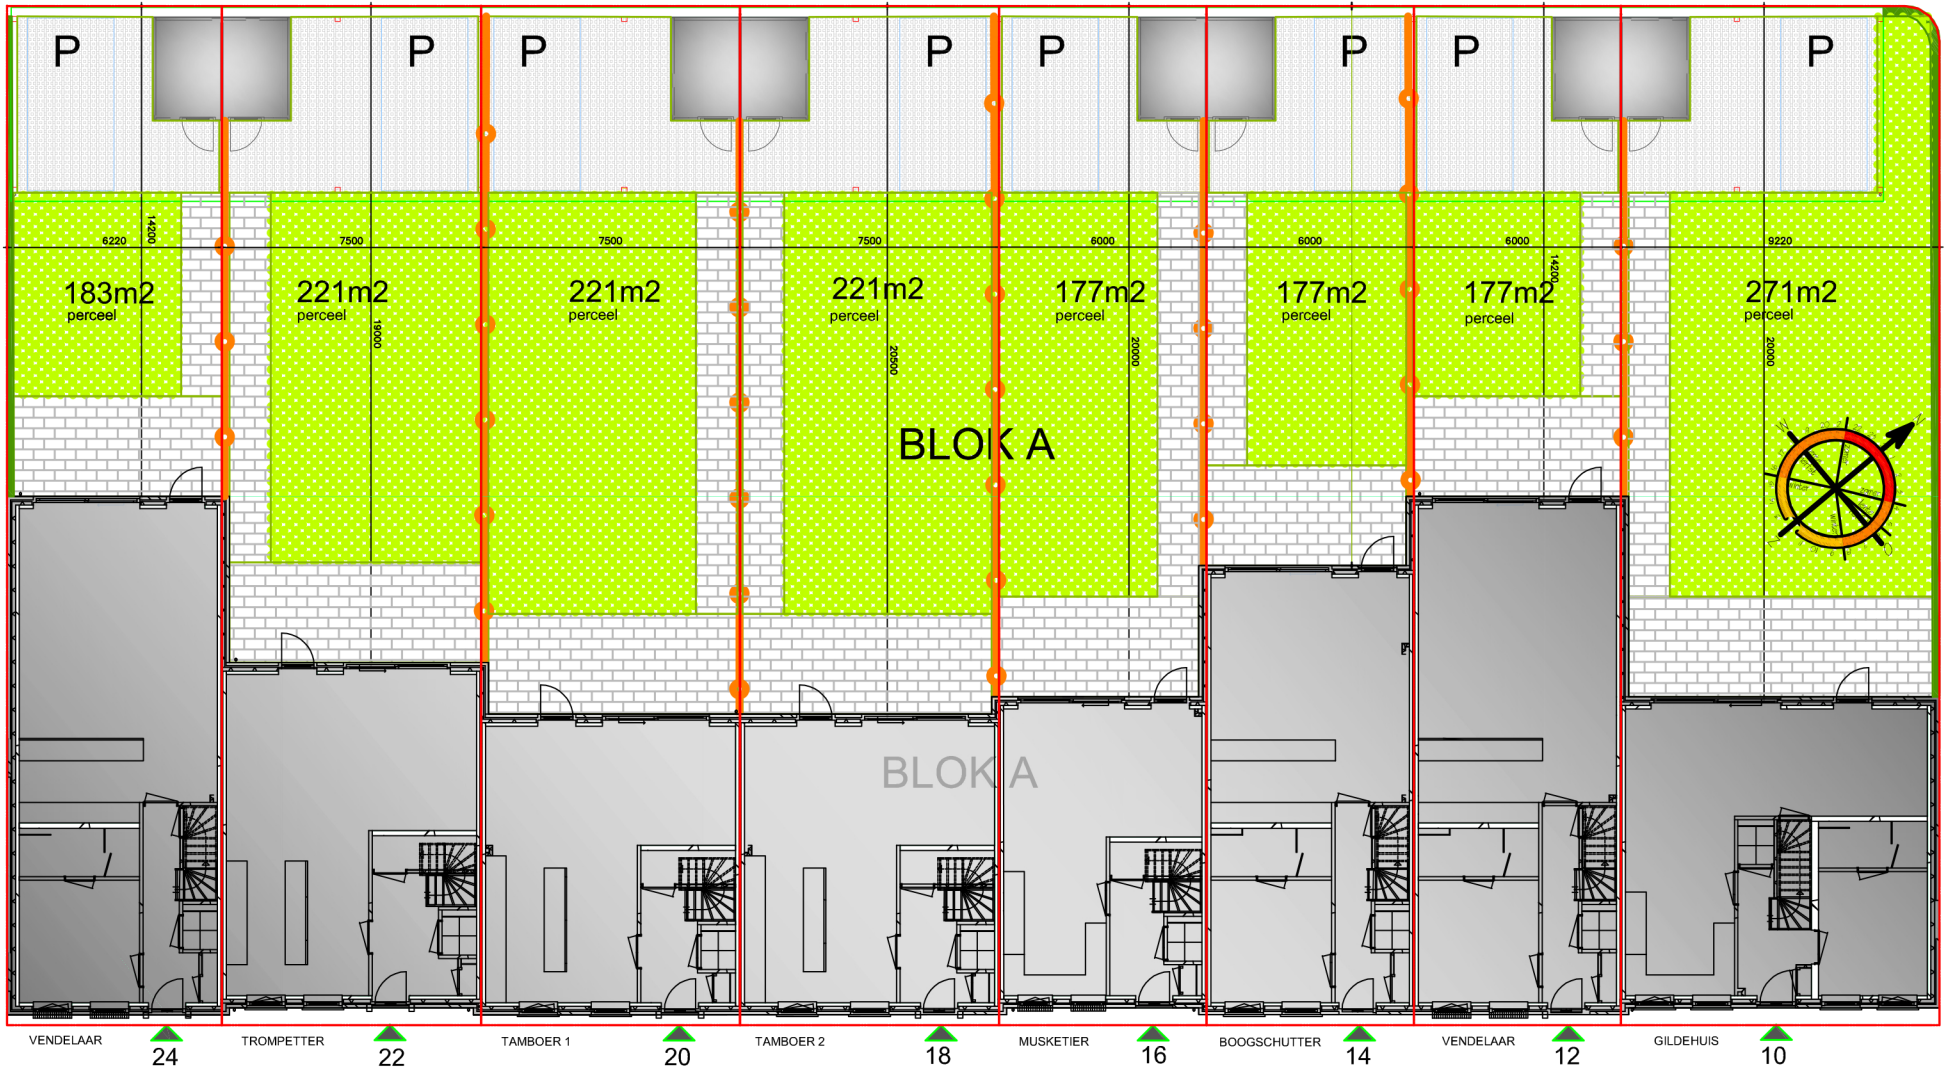 P P P P P P P P
6220 7500 7500 7500 6000 6000 6000 9220
14200
14200
183m2 221m2 221m2 221m2 177m2 177m2 177m2 271m2
perceel perceel perceel perceel perceel perceel perceel perceel
19000
20500
20000
20000
BLOK A
W N
winter
zomer
Z O
BLOK A
VENDELAAR 24 TROMPETTER 22 TAMBOER 1 20 TAMBOER 2 18 MUSKETIER 16 BOOGSCHUTTER 14 VENDELAAR 12 GILDEHUIS 10